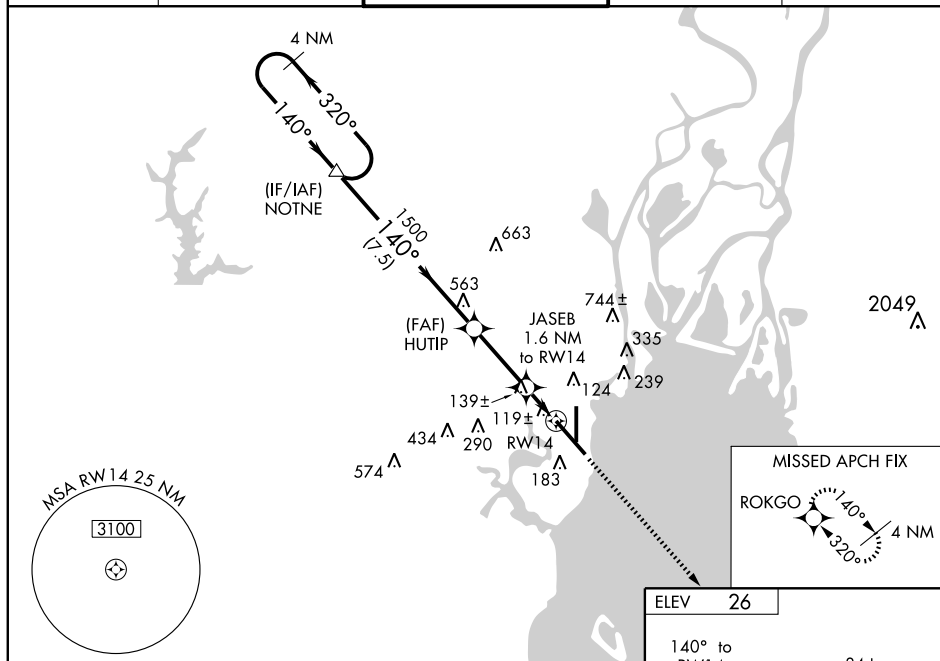 4 NM
320°
140°
(IF/IAF)
NOTNE
1500
140°
(7.5)
663
563
(FAF)
HUTIP
JASEB
1.6 NM
to RW14
744±
335
239
124
2049
139±
119±
RW14
434
290
574
183
MSA RW14 25 NM
3100
MISSED APCH FIX
ROKGO
140°
320°
4 NM
ELEV 26
140° to